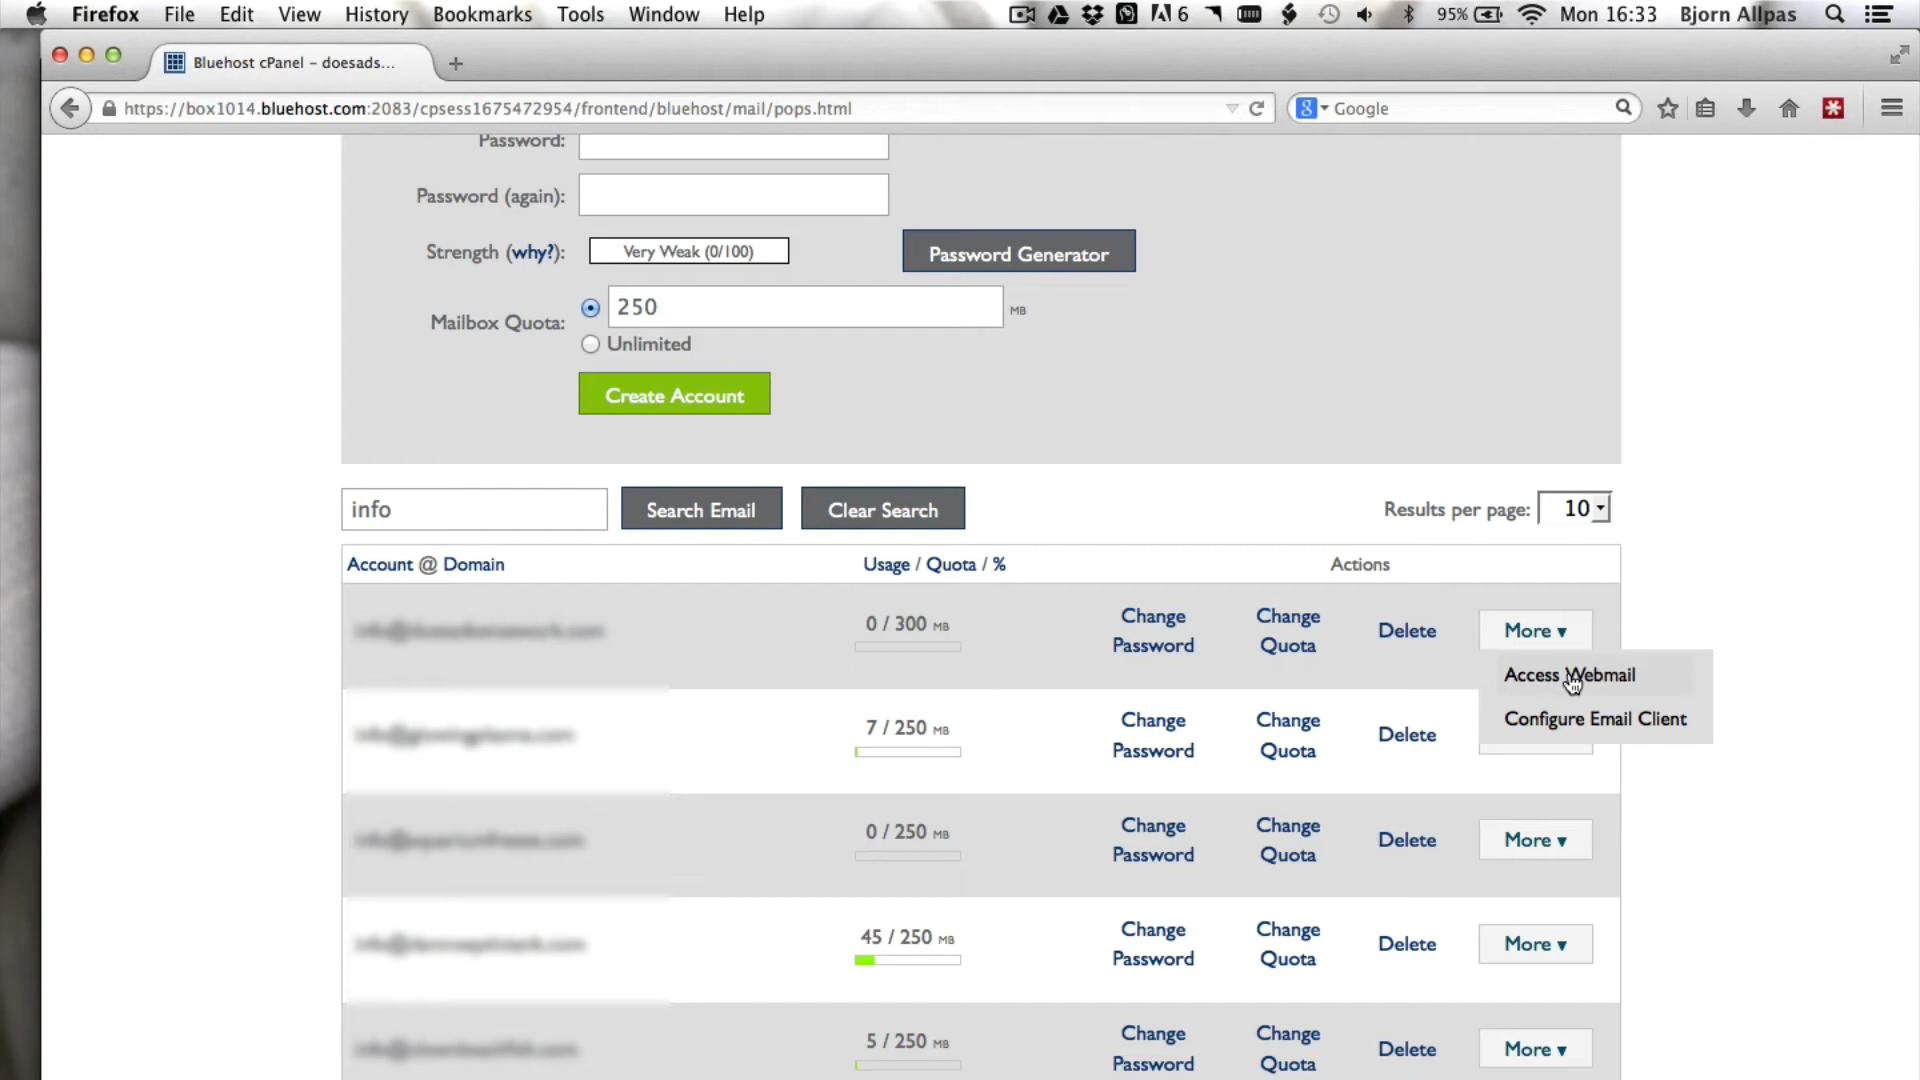 Firefox File Edit View History Bookmarks Tools Window Help 6 95% Mon 16:33 Bjorn Allpas
Bluehost cPanel – doesads... +
https://box1014.bluehost.com:2083/cpsess1675472954/frontend/bluehost/mail/pops.html Google
Password:
Password (again):
Strength (why?): Very Weak (0/100) Password Generator
Mailbox Quota: 250 MB
Unlimited
Create Account
info Search Email Clear Search Results per page: 10
Account @ Domain Usage / Quota / % Actions
0 / 300 MB Change Password Change Quota Delete More ▾
Access Webmail
Configure Email Client
7 / 250 MB Change Password Change Quota Delete
0 / 250 MB Change Password Change Quota Delete More ▾
45 / 250 MB Change Password Change Quota Delete More ▾
5 / 250 MB Change Password Change Quota Delete More ▾